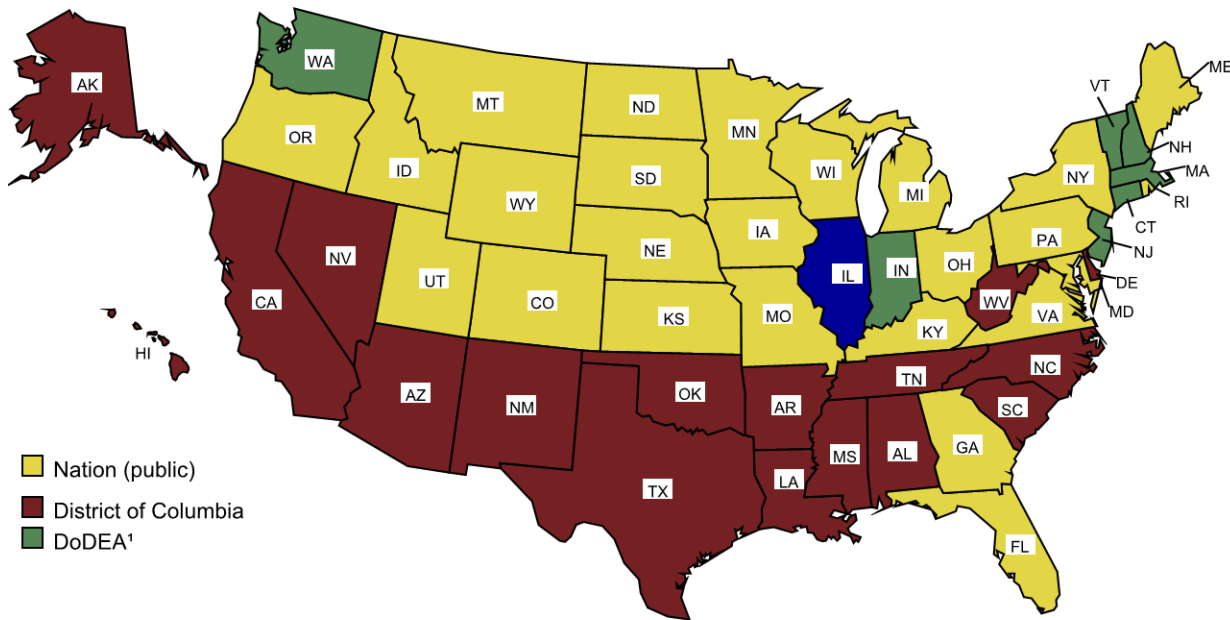 AK
WA
MT
ND
MN
ME
VT
OR
ID
WY
SD
WI
MI
NY
NH
MA
RI
CT
NJ
NV
UT
CO
NE
IA
IL
IN
OH
PA
DE
MD
CA
KS
MO
KY
WV
VA
HI
AZ
NM
OK
AR
TN
NC
SC
TX
LA
MS
AL
GA
FL
Nation (public)
District of Columbia
DoDEA¹